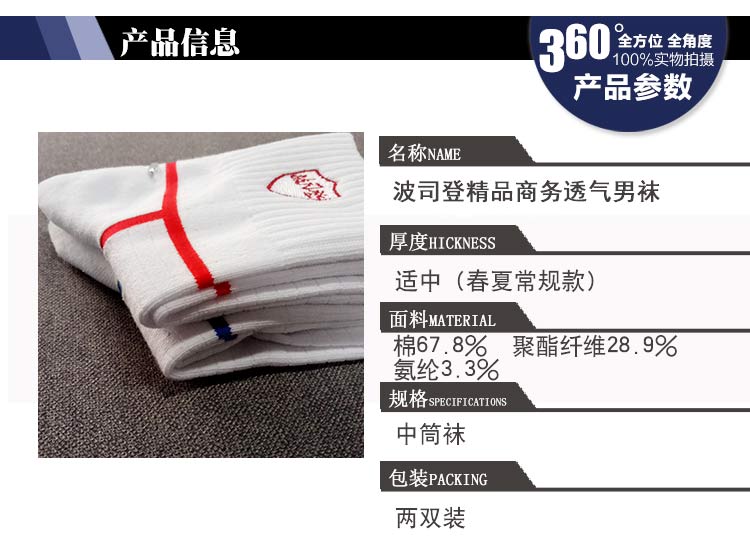 产品信息
360°全方位 全角度
100%实物拍摄
产品参数
名称NAME
波司登精品商务透气男袜
厚度HICKNESS
适中（春夏常规款）
面料MATERIAL
棉67.8% 聚酯纤维28.9%
氨纶3.3%
规格SPECIFICATIONS
中筒袜
包装PACKING
两双装